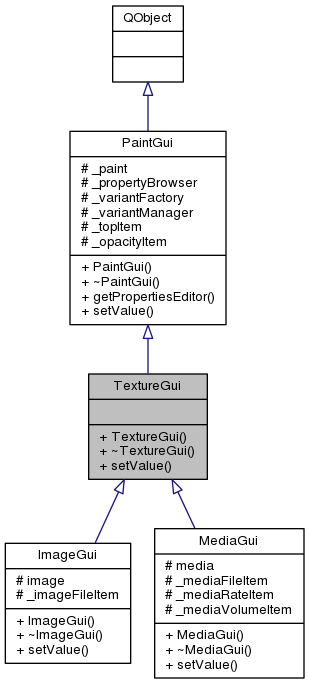 QObject
PaintGui
# _paint
# _propertyBrowser
# _variantFactory
# _variantManager
# _topItem
# _opacityItem
+ PaintGui()
+ ~PaintGui()
+ getPropertiesEditor()
+ setValue()
TextureGui
+ TextureGui()
+ ~TextureGui()
+ setValue()
ImageGui
# image
# _imageFileItem
+ ImageGui()
+ ~ImageGui()
+ setValue()
MediaGui
# media
# _mediaFileItem
# _mediaRateItem
# _mediaVolumeItem
+ MediaGui()
+ ~MediaGui()
+ setValue()